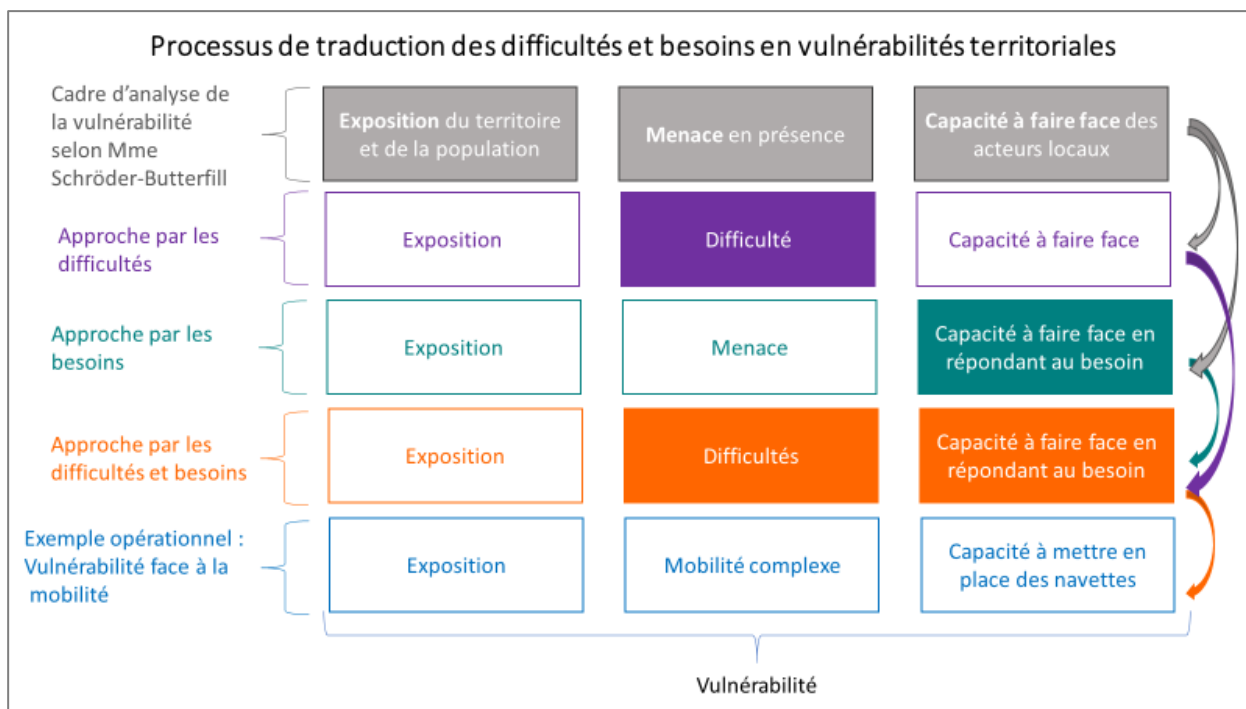 Processus de traduction des difficultés et besoins en vulnérabilités territoriales
Cadre d'analyse de
la vulnérabilité
selon Mme
Schröder-Butterfill
Exposition du territoire
et de la population
Menace en présence
Capacité à faire face des
acteurs locaux
Approche par les
difficultés
Exposition
Difficulté
Capacité à faire face
Approche par les
besoins
Exposition
Menace
Capacité à faire face en
répondant au besoin
Approche par les
difficultés et besoins
Exposition
Difficultés
Capacité à faire face en
répondant au besoin
Exemple opérationnel :
Vulnérabilité face à la
mobilité
Exposition
Mobilité complexe
Capacité à mettre en
place des navettes
Vulnérabilité